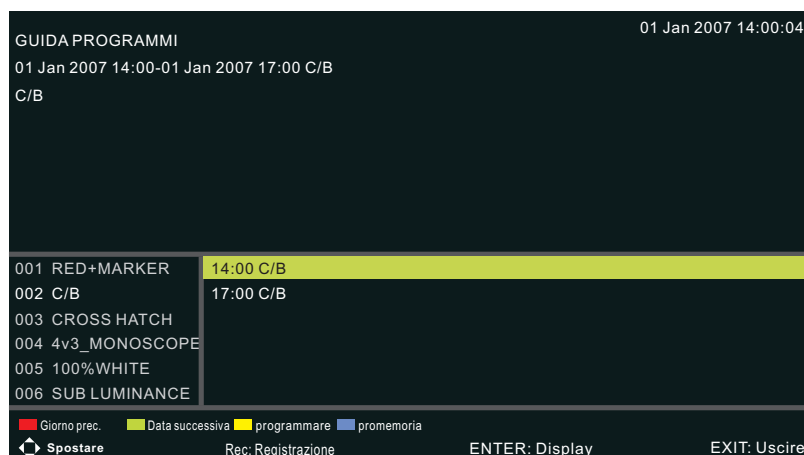 01 Jan 2007 14:00:04
GUIDA PROGRAMMI
01 Jan 2007 14:00-01 Jan 2007 17:00 C/B
C/B
001 RED+MARKER
14:00 C/B
002 C/B
17:00 C/B
003 CROSS HATCH
004 4v3_MONOSCOPE
005 100%WHITE
006 SUB LUMINANCE
Giorno prec. Data successiva programmare promemoria
Spostare Rec: Registrazione ENTER: Display EXIT: Uscire